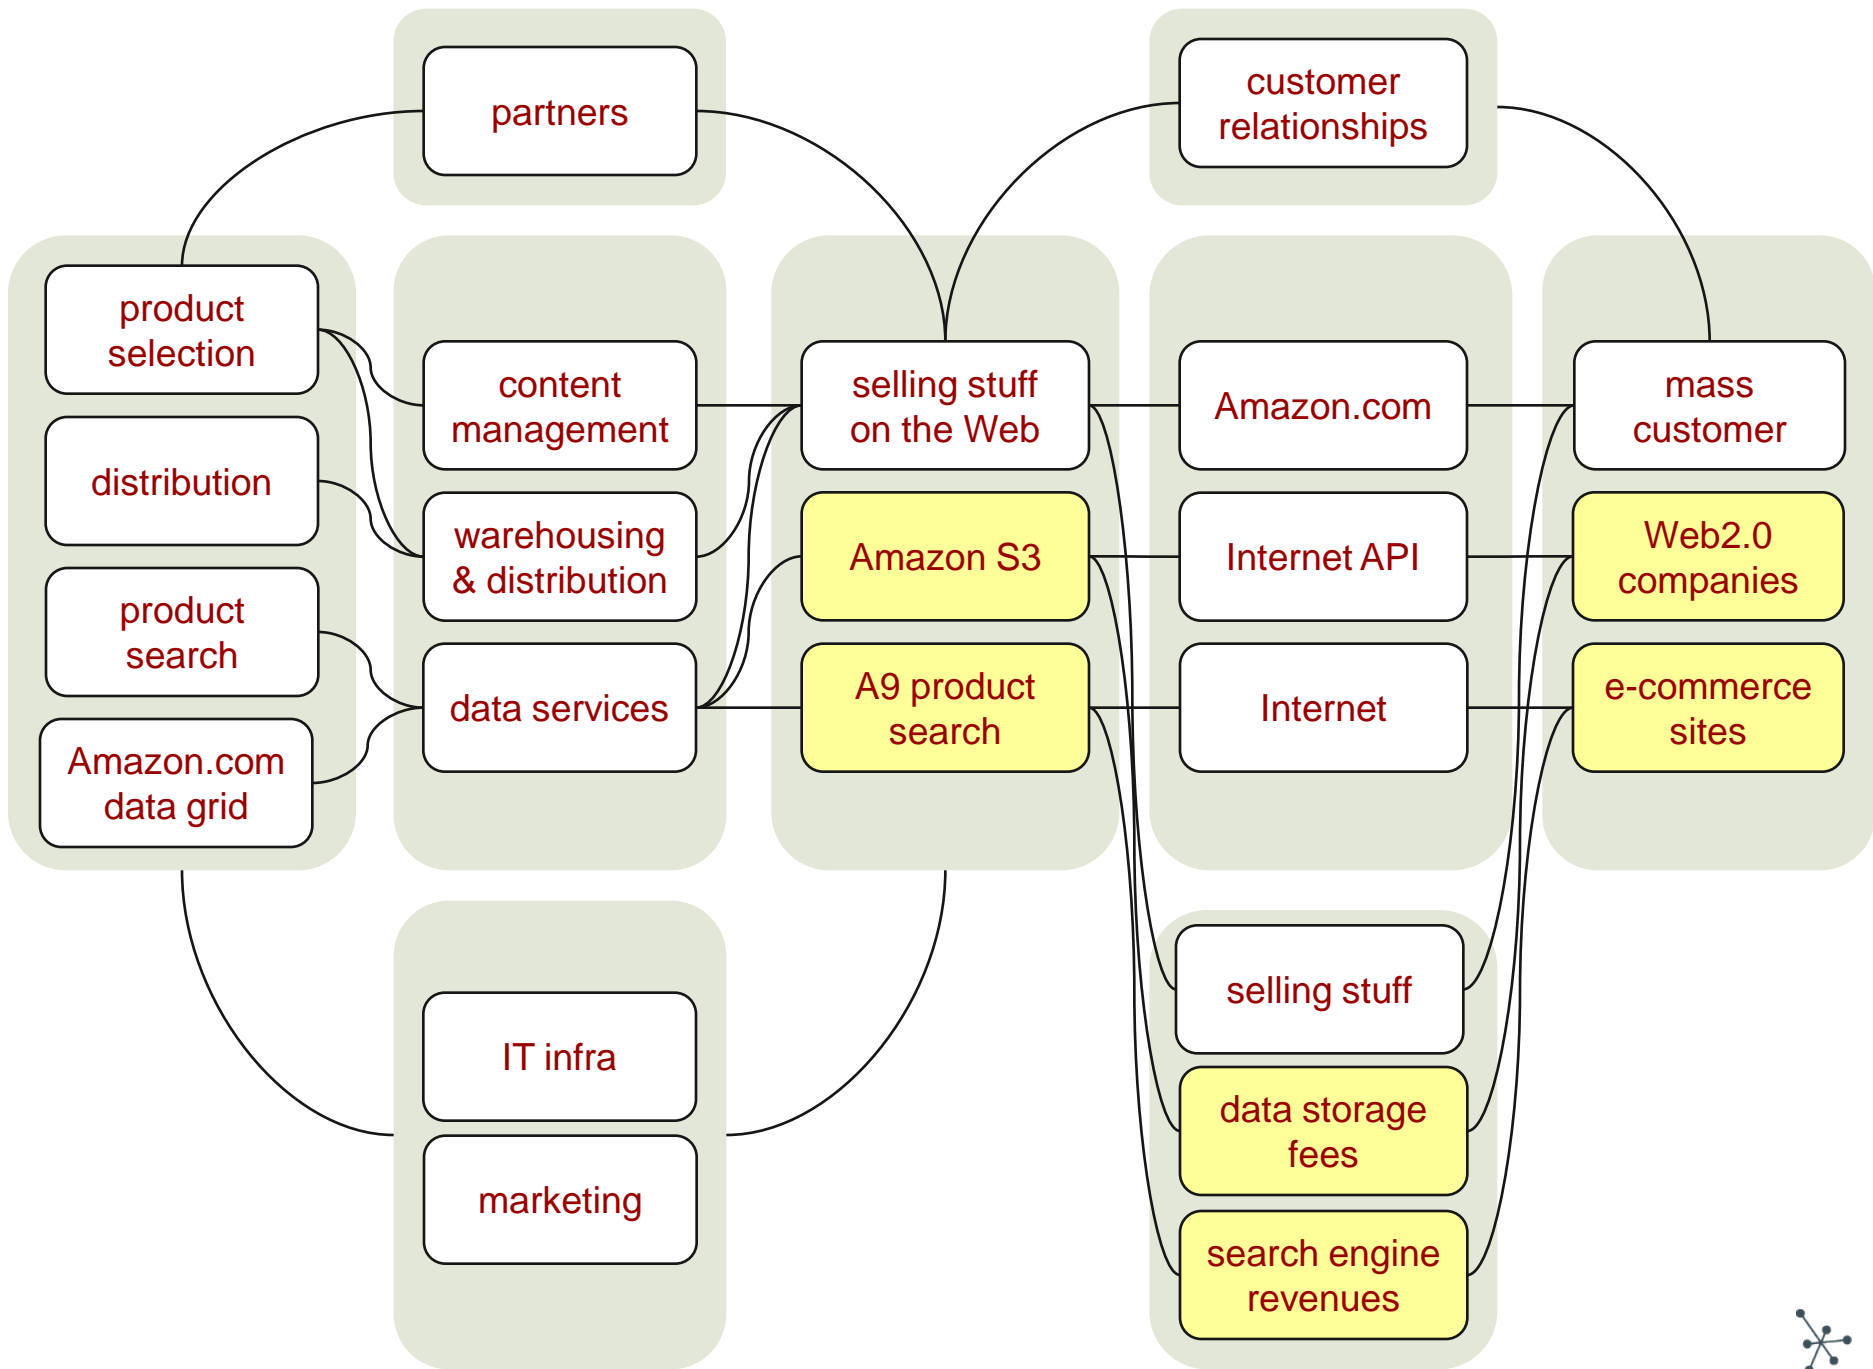 partners
customer
relationships
product
selection
distribution
product
search
Amazon.com
data grid
content
management
warehousing
& distribution
data services
selling stuff
on the Web
Amazon S3
A9 product
search
Amazon.com
Internet API
Internet
mass
customer
Web2.0
companies
e-commerce
sites
IT infra
marketing
selling stuff
data storage
fees
search engine
revenues